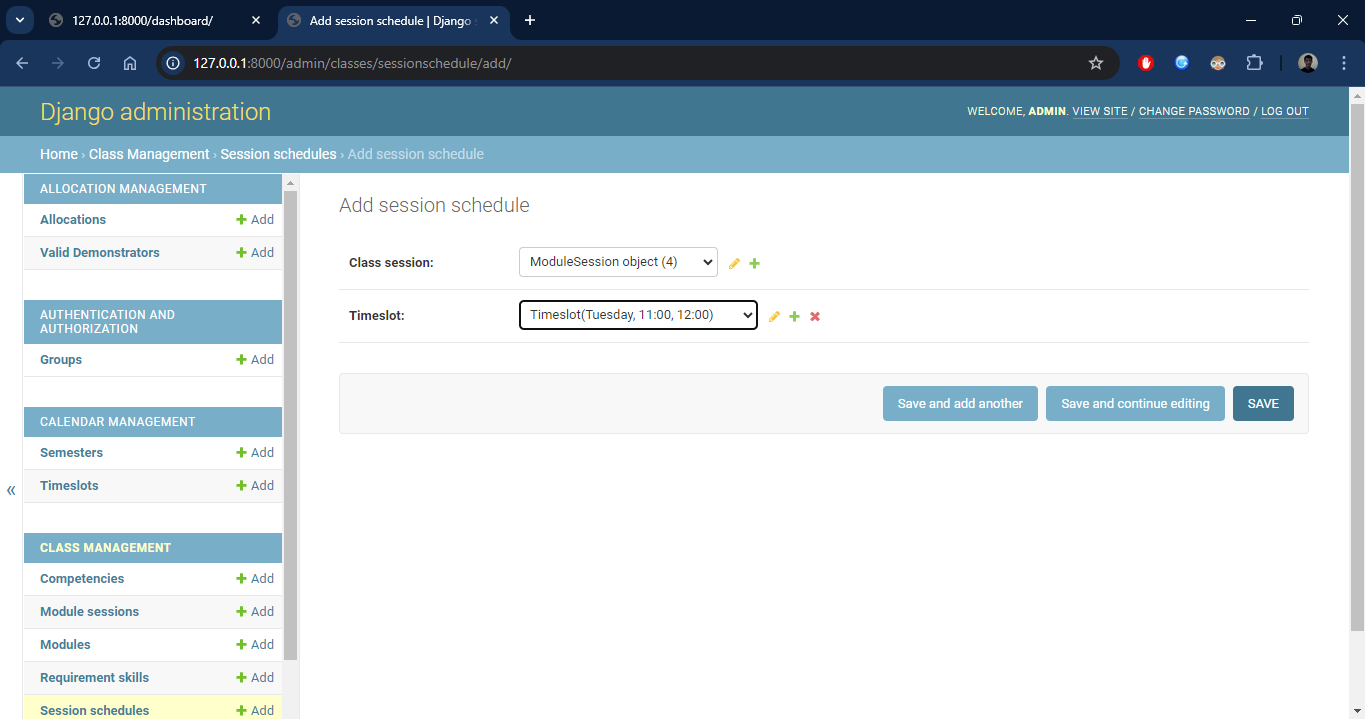 127.0.0.1:8000/dashboard/
Add session schedule | Django s
127.0.0.1:8000/admin/classes/sessionschedule/add/
Django administration
WELCOME, ADMIN. VIEW SITE / CHANGE PASSWORD / LOG OUT
Home › Class Management › Session schedules › Add session schedule
ALLOCATION MANAGEMENT
Allocations Add
Valid Demonstrators Add
AUTHENTICATION AND
AUTHORIZATION
Groups Add
CALENDAR MANAGEMENT
Semesters Add
Timeslots Add
«
CLASS MANAGEMENT
Competencies Add
Module sessions Add
Modules Add
Requirement skills Add
Session schedules Add
Add session schedule
Class session: ModuleSession object (4)
Timeslot: Timeslot(Tuesday, 11:00, 12:00)
Save and add another Save and continue editing SAVE